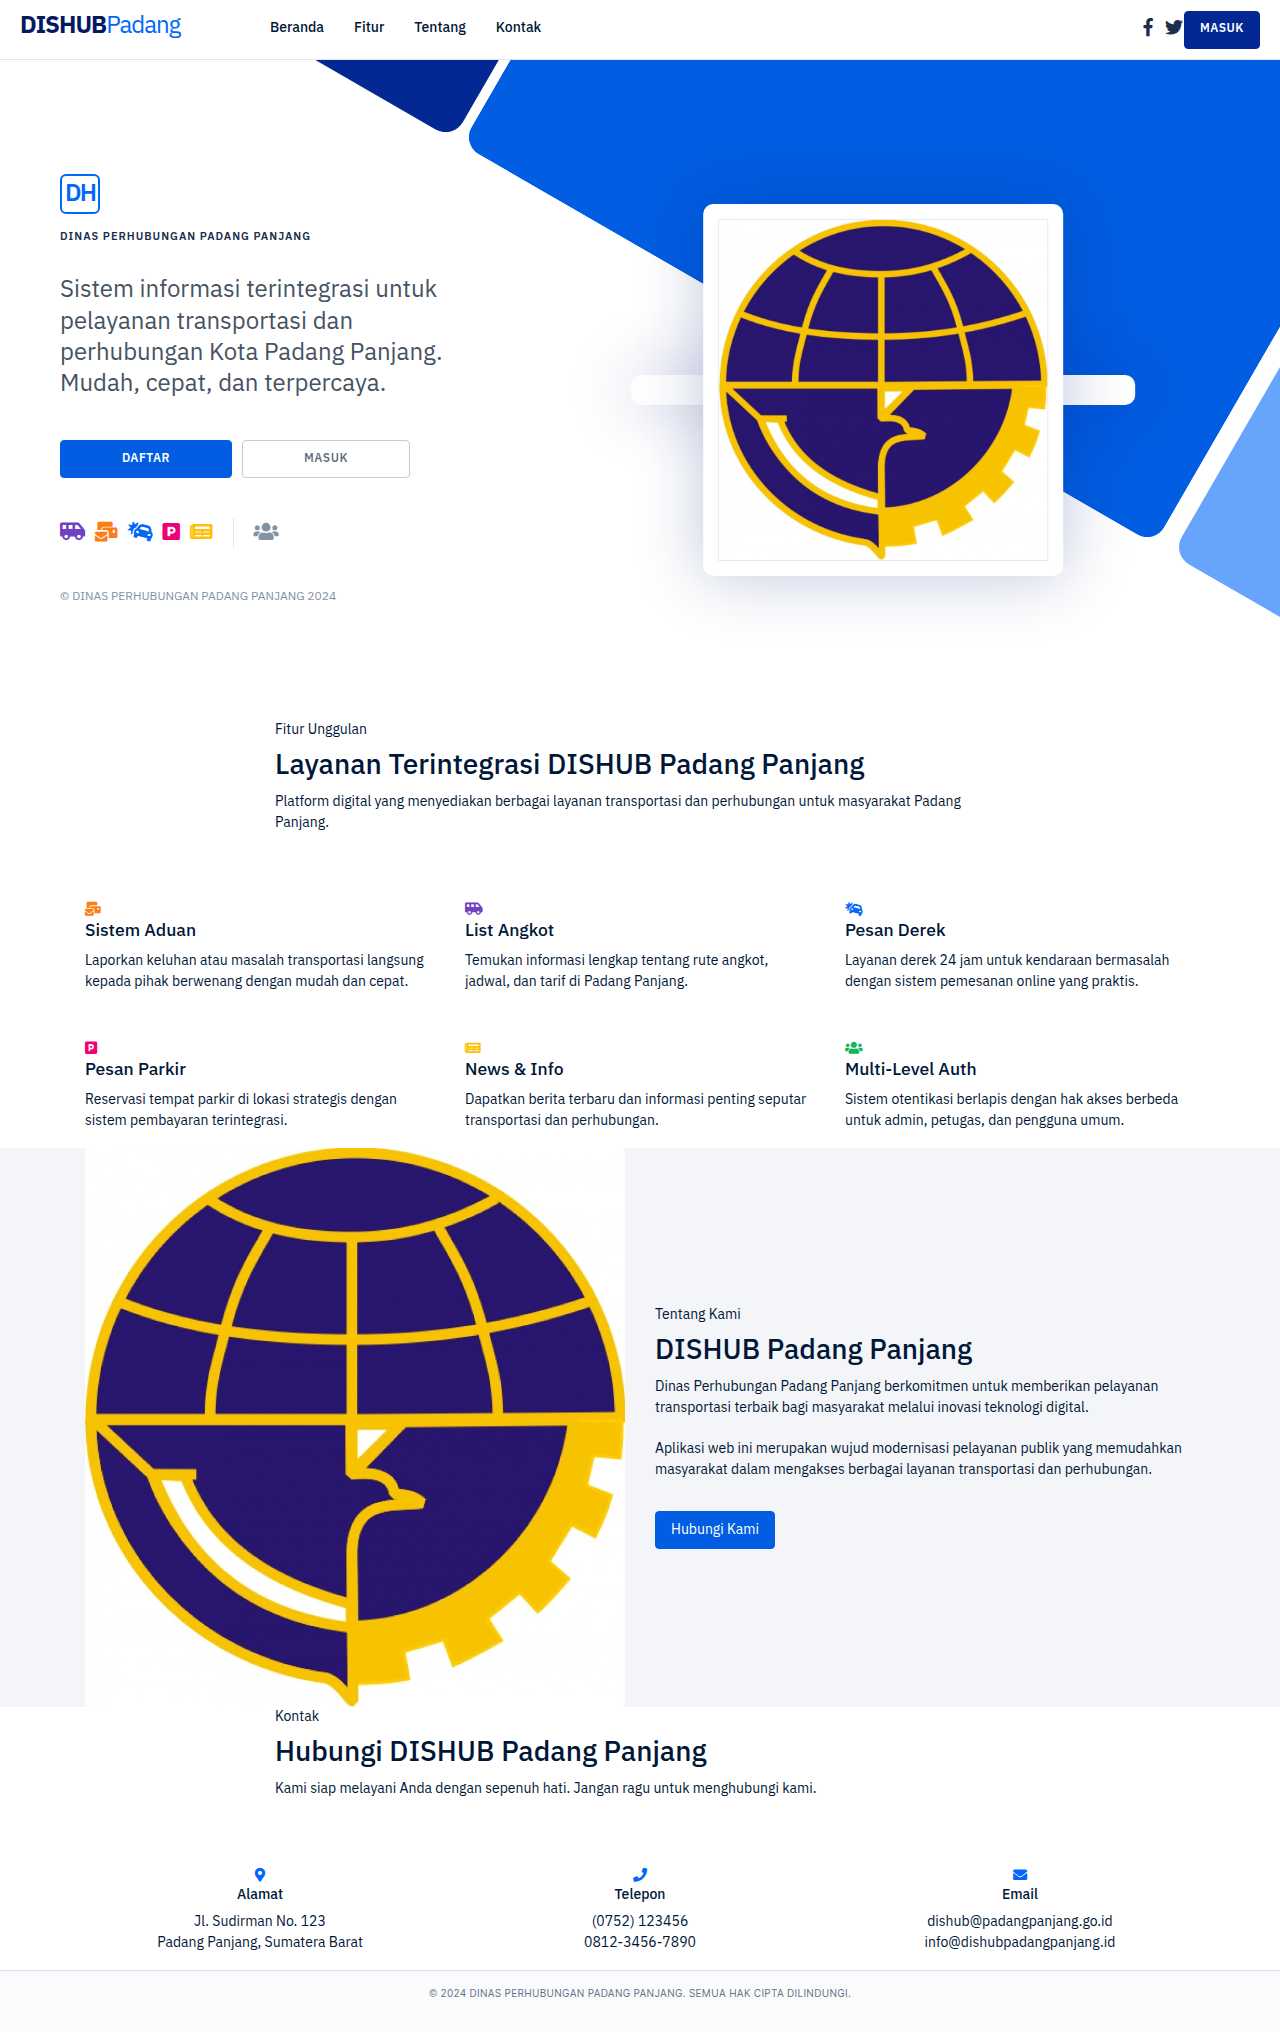 DISHUBPadang
Beranda Fitur Tentang Kontak
MASUK
DH
DINAS PERHUBUNGAN PADANG PANJANG
Sistem informasi terintegrasi untuk
pelayanan transportasi dan
perhubungan Kota Padang Panjang.
Mudah, cepat, dan terpercaya.
DAFTAR MASUK
P
© DINAS PERHUBUNGAN PADANG PANJANG 2024
Fitur Unggulan
Layanan Terintegrasi DISHUB Padang Panjang
Platform digital yang menyediakan berbagai layanan transportasi dan perhubungan untuk masyarakat Padang
Panjang.
Sistem Aduan
Laporkan keluhan atau masalah transportasi langsung
kepada pihak berwenang dengan mudah dan cepat.
List Angkot
Temukan informasi lengkap tentang rute angkot,
jadwal, dan tarif di Padang Panjang.
Pesan Derek
Layanan derek 24 jam untuk kendaraan bermasalah
dengan sistem pemesanan online yang praktis.
P
Pesan Parkir
Reservasi tempat parkir di lokasi strategis dengan
sistem pembayaran terintegrasi.
News & Info
Dapatkan berita terbaru dan informasi penting seputar
transportasi dan perhubungan.
Multi-Level Auth
Sistem otentikasi berlapis dengan hak akses berbeda
untuk admin, petugas, dan pengguna umum.
Tentang Kami
DISHUB Padang Panjang
Dinas Perhubungan Padang Panjang berkomitmen untuk memberikan pelayanan
transportasi terbaik bagi masyarakat melalui inovasi teknologi digital.
Aplikasi web ini merupakan wujud modernisasi pelayanan publik yang memudahkan
masyarakat dalam mengakses berbagai layanan transportasi dan perhubungan.
Hubungi Kami
Kontak
Hubungi DISHUB Padang Panjang
Kami siap melayani Anda dengan sepenuh hati. Jangan ragu untuk menghubungi kami.
Alamat
Jl. Sudirman No. 123
Padang Panjang, Sumatera Barat
Telepon
(0752) 123456
0812-3456-7890
Email
dishub@padangpanjang.go.id
info@dishubpadangpanjang.id
© 2024 DINAS PERHUBUNGAN PADANG PANJANG. SEMUA HAK CIPTA DILINDUNGI.